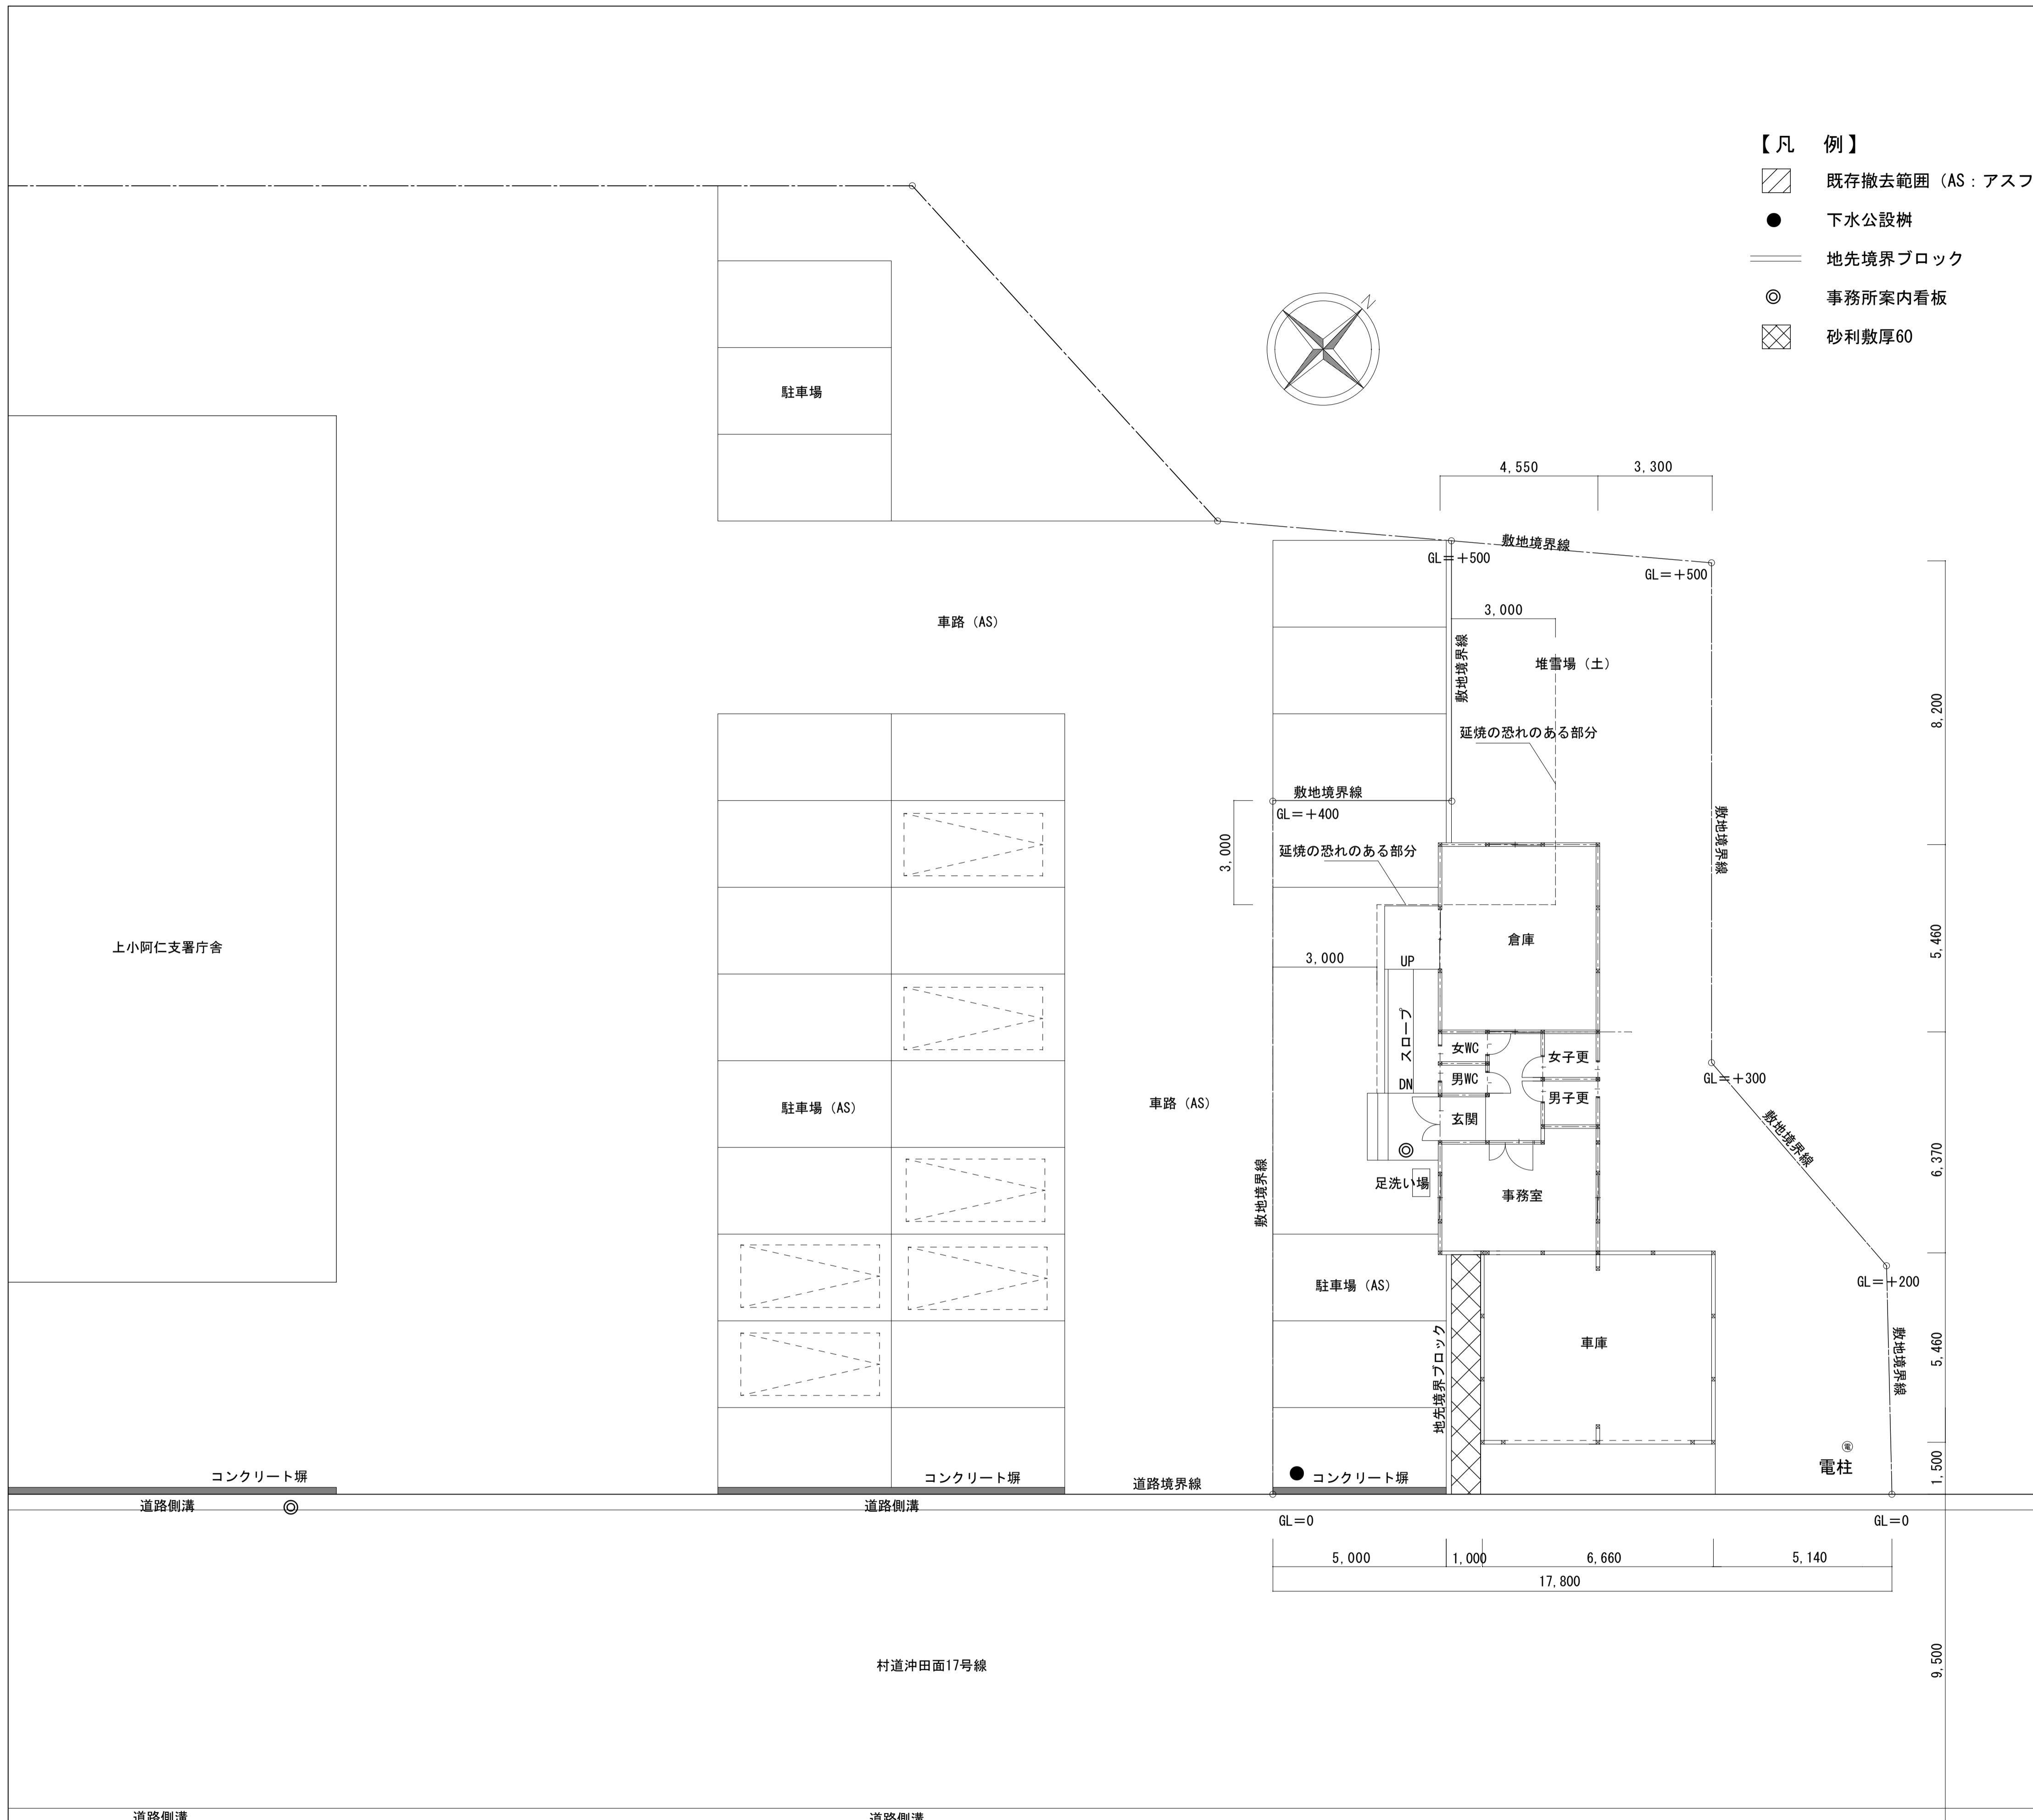 【凡　例】
既存撤去範囲（AS：アスフ
下水公設桝
地先境界ブロック
事務所案内看板
砂利敷厚60
N
駐車場
4,550
3,300
敷地境界線
GL＝＋500
GL＝＋500
3,000
車路（AS）
敷地境界線
堆雪場（土）
8,200
延焼の恐れのある部分
敷地境界線
GL＝＋400
敷地境界線
3,000
延焼の恐れのある部分
上小阿仁支署庁舎
倉庫
5,460
3,000
UP
スロープ
女WC
女子更
DN
男WC
GL＝＋300
男子更
駐車場（AS）
車路（AS）
玄関
敷地境界線
6,370
敷地境界線
足洗い場
事務室
GL＝＋200
駐車場（AS）
地先境界ブロック
車庫
5,460
敷地境界線
電
電柱
1,500
コンクリート塀
コンクリート塀
道路境界線
コンクリート塀
道路側溝
道路側溝
GL＝0
GL＝0
5,000
1,000
6,660
5,140
17,800
村道沖田面17号線
9,500
道路側溝
道路側溝